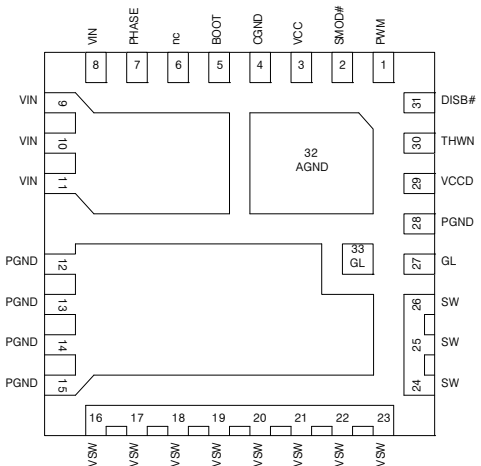 VIN PHASE nc BOOT CGND VCC SMOD# PWM
8 7 6 5 4 3 2 1
VIN 9
VIN 10
VIN 11
32
AGND
31 DISB#
30 THWN
29 VCCD
28 PGND
33
GL
27 GL
PGND 12
PGND 13
PGND 14
PGND 15
26 SW
25 SW
24 SW
16 17 18 19 20 21 22 23
VSW VSW VSW VSW VSW VSW VSW VSW